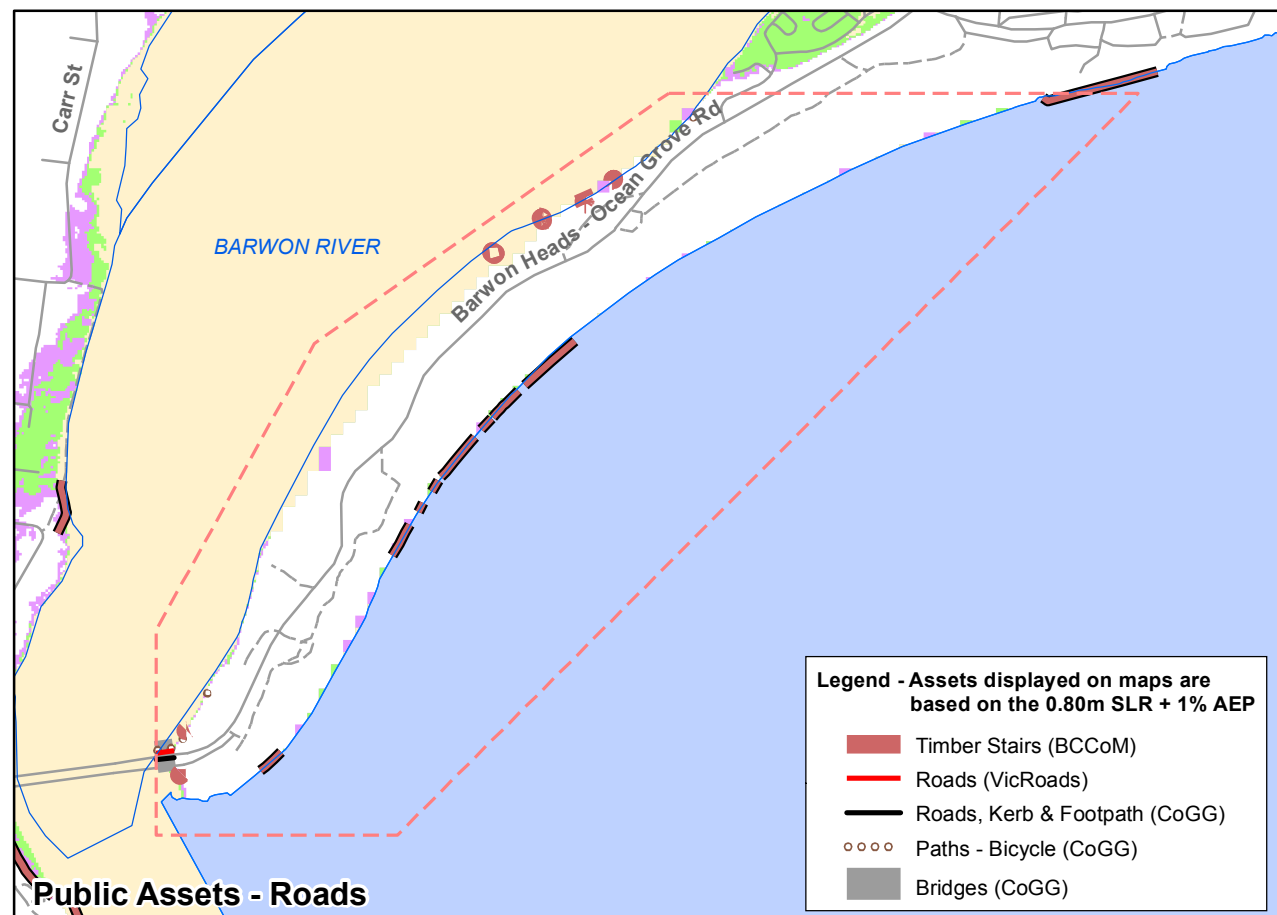 Carr St
BARWON RIVER
Barwon Heads - Ocean Grove Rd
Legend - Assets displayed on maps are
based on the 0.80m SLR + 1% AEP
Timber Stairs (BCCoM)
Roads (VicRoads)
Roads, Kerb & Footpath (CoGG)
Paths - Bicycle (CoGG)
Bridges (CoGG)
Public Assets - Roads